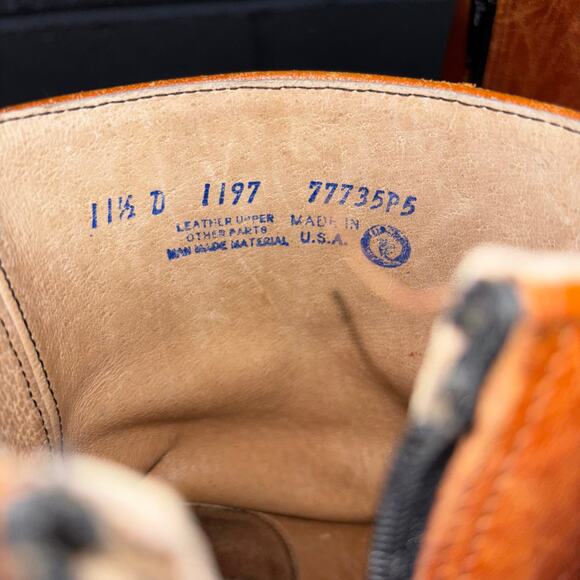 11½ D 1197 77735P5
LEATHER UPPER
OTHER PARTS
MAN MADE MATERIAL
MADE IN
U.S.A.